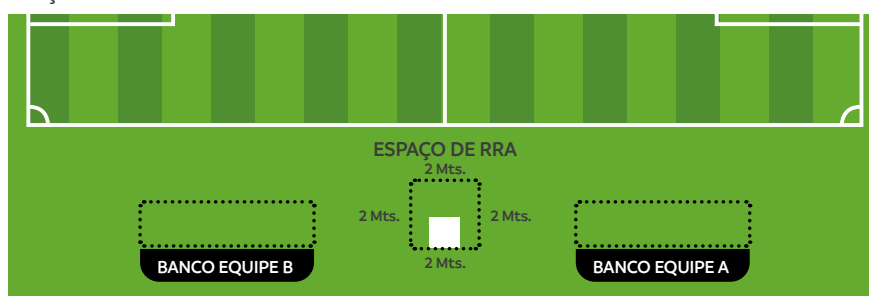 ESPAÇO DE RRA
2 Mts.
2 Mts.
2 Mts.
2 Mts.
BANCO EQUIPE B
BANCO EQUIPE A